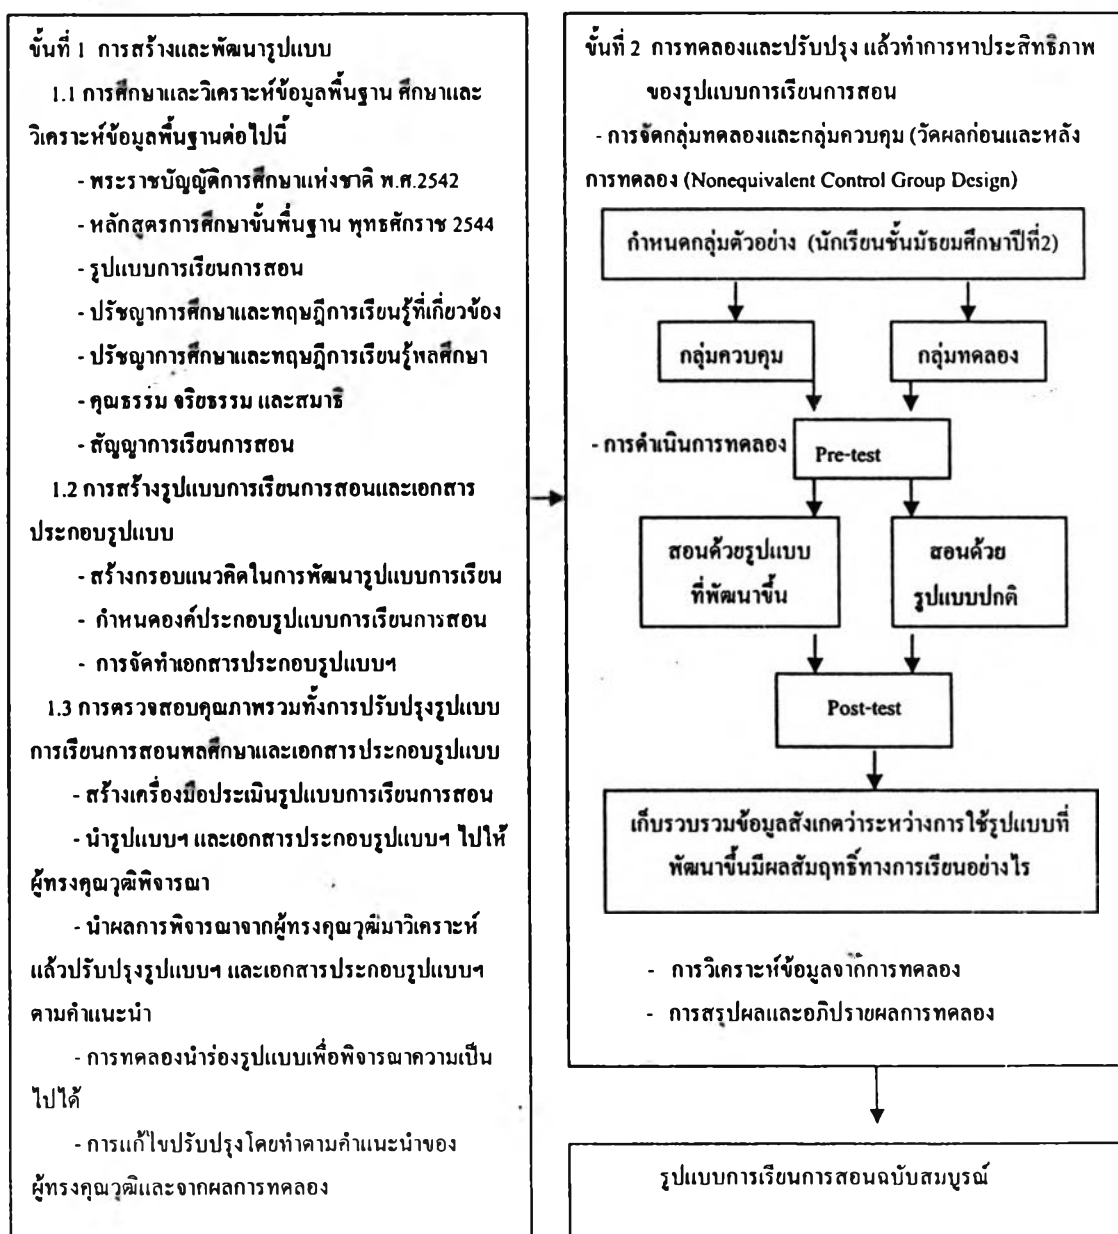 ขั้นที่ 1 การสร้างและพัฒนารูปแบบ
1.1 การศึกษาและวิเคราะห์ข้อมูลพื้นฐาน ศึกษาและ
วิเคราะห์ข้อมูลพื้นฐานต่อไปนี้
- พระราชบัญญัติการศึกษาแห่งชาติ พ.ศ.2542
- หลักสูตรการศึกษาขั้นพื้นฐาน พุทธศักราช 2544
- รูปแบบการเรียนการสอน
- ปรัชญาการศึกษาและทฤษฎีการเรียนรู้ที่เกี่ยวข้อง
- ปรัชญาการศึกษาและทฤษฎีการเรียนรู้พลศึกษา
- คุณธรรม จริยธรรม และสมาธิ
- สัญญาการเรียนการสอน
1.2 การสร้างรูปแบบการเรียนการสอนและเอกสาร
ประกอบรูปแบบ
- สร้างกรอบแนวคิดในการพัฒนารูปแบบการเรียน
- กำหนดองค์ประกอบรูปแบบการเรียนการสอน
- การจัดทำเอกสารประกอบรูปแบบฯ
1.3 การตรวจสอบคุณภาพรวมทั้งการปรับปรุงรูปแบบ
การเรียนการสอนพลศึกษาและเอกสารประกอบรูปแบบ
- สร้างเครื่องมือประเมินรูปแบบการเรียนการสอน
- นำรูปแบบฯ และเอกสารประกอบรูปแบบฯ ไปให้
ผู้ทรงคุณวุฒิพิจารณา
- นำผลการพิจารณาจากผู้ทรงคุณวุฒิมาวิเคราะห์
แล้วปรับปรุงรูปแบบฯ และเอกสารประกอบรูปแบบฯ
ตามคำแนะนำ
- การทดลองนำร่องรูปแบบเพื่อพิจารณาความเป็น
ไปได้
- การแก้ไขปรับปรุงโดยทำตามคำแนะนำของ
ผู้ทรงคุณวุฒิและจากผลการทดลอง
ขั้นที่ 2 การทดลองและปรับปรุง แล้วทำการหาประสิทธิภาพ
ของรูปแบบการเรียนการสอน
- การจัดกลุ่มทดลองและกลุ่มควบคุม (วัดผลก่อนและหลัง
การทดลอง (Nonequivalent Control Group Design)
กำหนดกลุ่มตัวอย่าง (นักเรียนชั้นมัธยมศึกษาปีที่2)
กลุ่มควบคุม
กลุ่มทดลอง
- การดำเนินการทดลอง
Pre-test
สอนด้วยรูปแบบ
ที่พัฒนาขึ้น
สอนด้วย
รูปแบบปกติ
Post-test
เก็บรวบรวมข้อมูลสังเกตว่าระหว่างการใช้รูปแบบที่
พัฒนาขึ้นมีผลสัมฤทธิ์ทางการเรียนอย่างไร
- การวิเคราะห์ข้อมูลจากการทดลอง
- การสรุปผลและอภิปรายผลการทดลอง
รูปแบบการเรียนการสอนฉบับสมบูรณ์